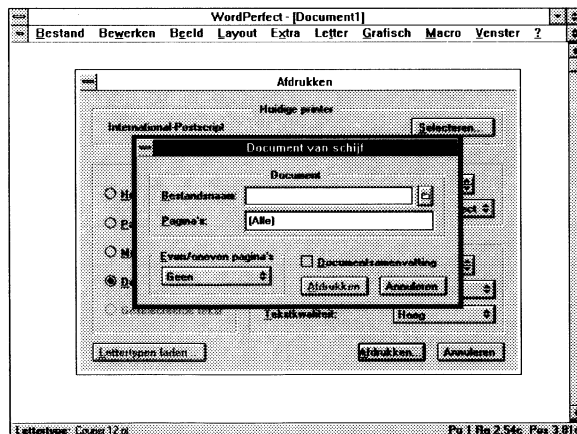 WordPerfect - [Document1]
Bestand Bewerken Beeld Layout Extra Letter Grafisch Macro Venster ?
Afdrukken
Huidige printer
International-Postscript
Selecteren...
Document van schijf
Document
Bestandsnaam:
Pagina's: (Alle)
Even/oneven pagina's
Geen
Documentsamenvatting
Afdrukken Annuleren
Tekstkwaliteit: Hoog
Lettertypen laden...
Afdrukken... Annuleren
Lettertype: Courier 12 pt
Pg 1 Rg 2.54c Pos 3.81c